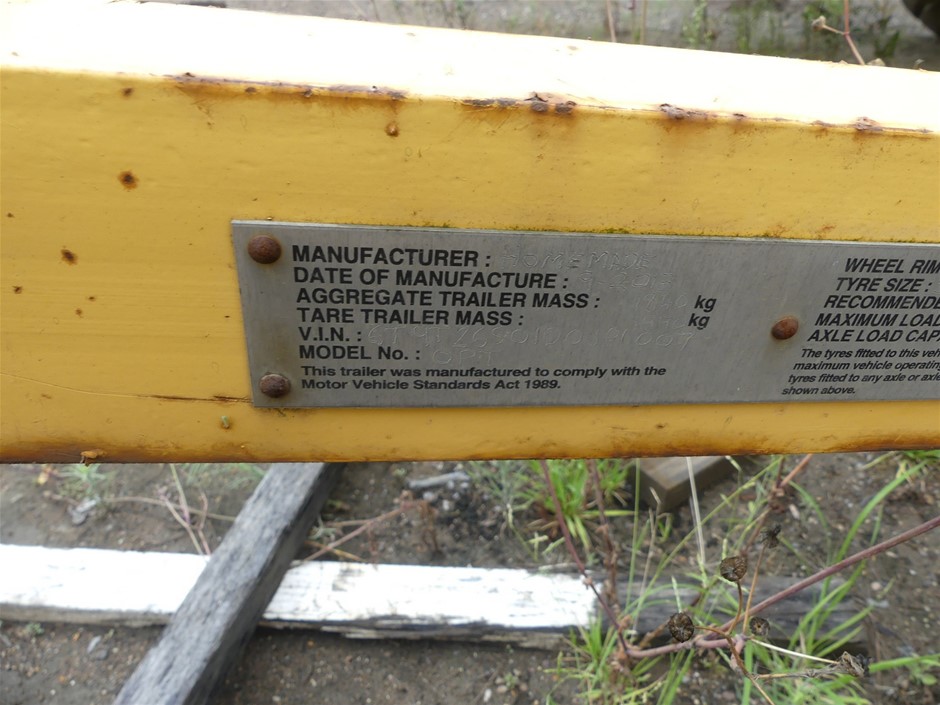 MANUFACTURER : HOMEMADE
DATE OF MANUFACTURE :
AGGREGATE TRAILER MASS : kg
TARE TRAILER MASS : kg
V.I.N. :
MODEL No. :
This trailer was manufactured to comply with the
Motor Vehicle Standards Act 1989.
WHEEL RIM
TYRE SIZE :
RECOMMENDE
MAXIMUM LOAD
AXLE LOAD CAP
The tyres fitted to this veh
maximum vehicle operating
tyres fitted to any axle or axle
shown above.